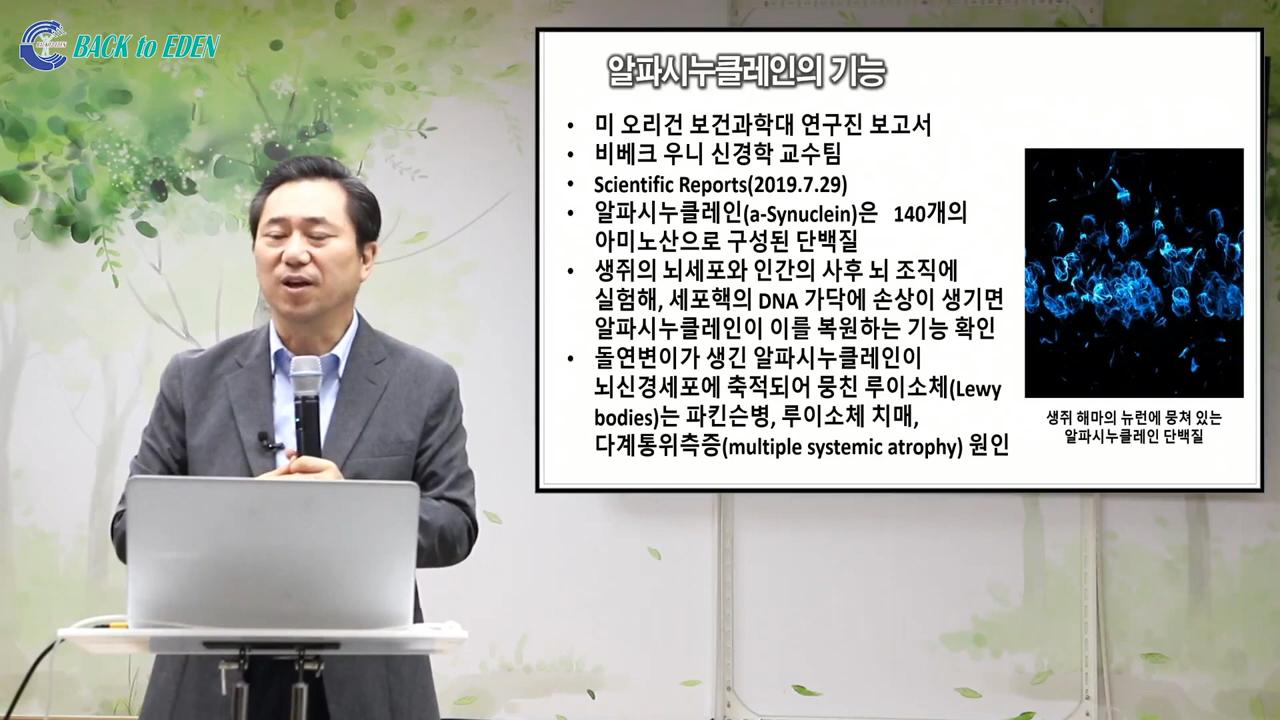 BACK to EDEN
알파시누클레인의 기능
• 미 오리건 보건과학대 연구진 보고서
• 비베크 우니 신경학 교수팀
• Scientific Reports(2019.7.29)
• 알파시누클레인(a-Synuclein)은 140개의
아미노산으로 구성된 단백질
• 생쥐의 뇌세포와 인간의 사후 뇌 조직에
실험해, 세포핵의 DNA 가닥에 손상이 생기면
알파시누클레인이 이를 복원하는 기능 확인
• 돌연변이가 생긴 알파시누클레인이
뇌신경세포에 축적되어 뭉친 루이소체(Lewy
bodies)는 파킨슨병, 루이소체 치매,
다계통위측증(multiple systemic atrophy) 원인
생쥐 해마의 뉴런에 뭉쳐 있는
알파시누클레인 단백질